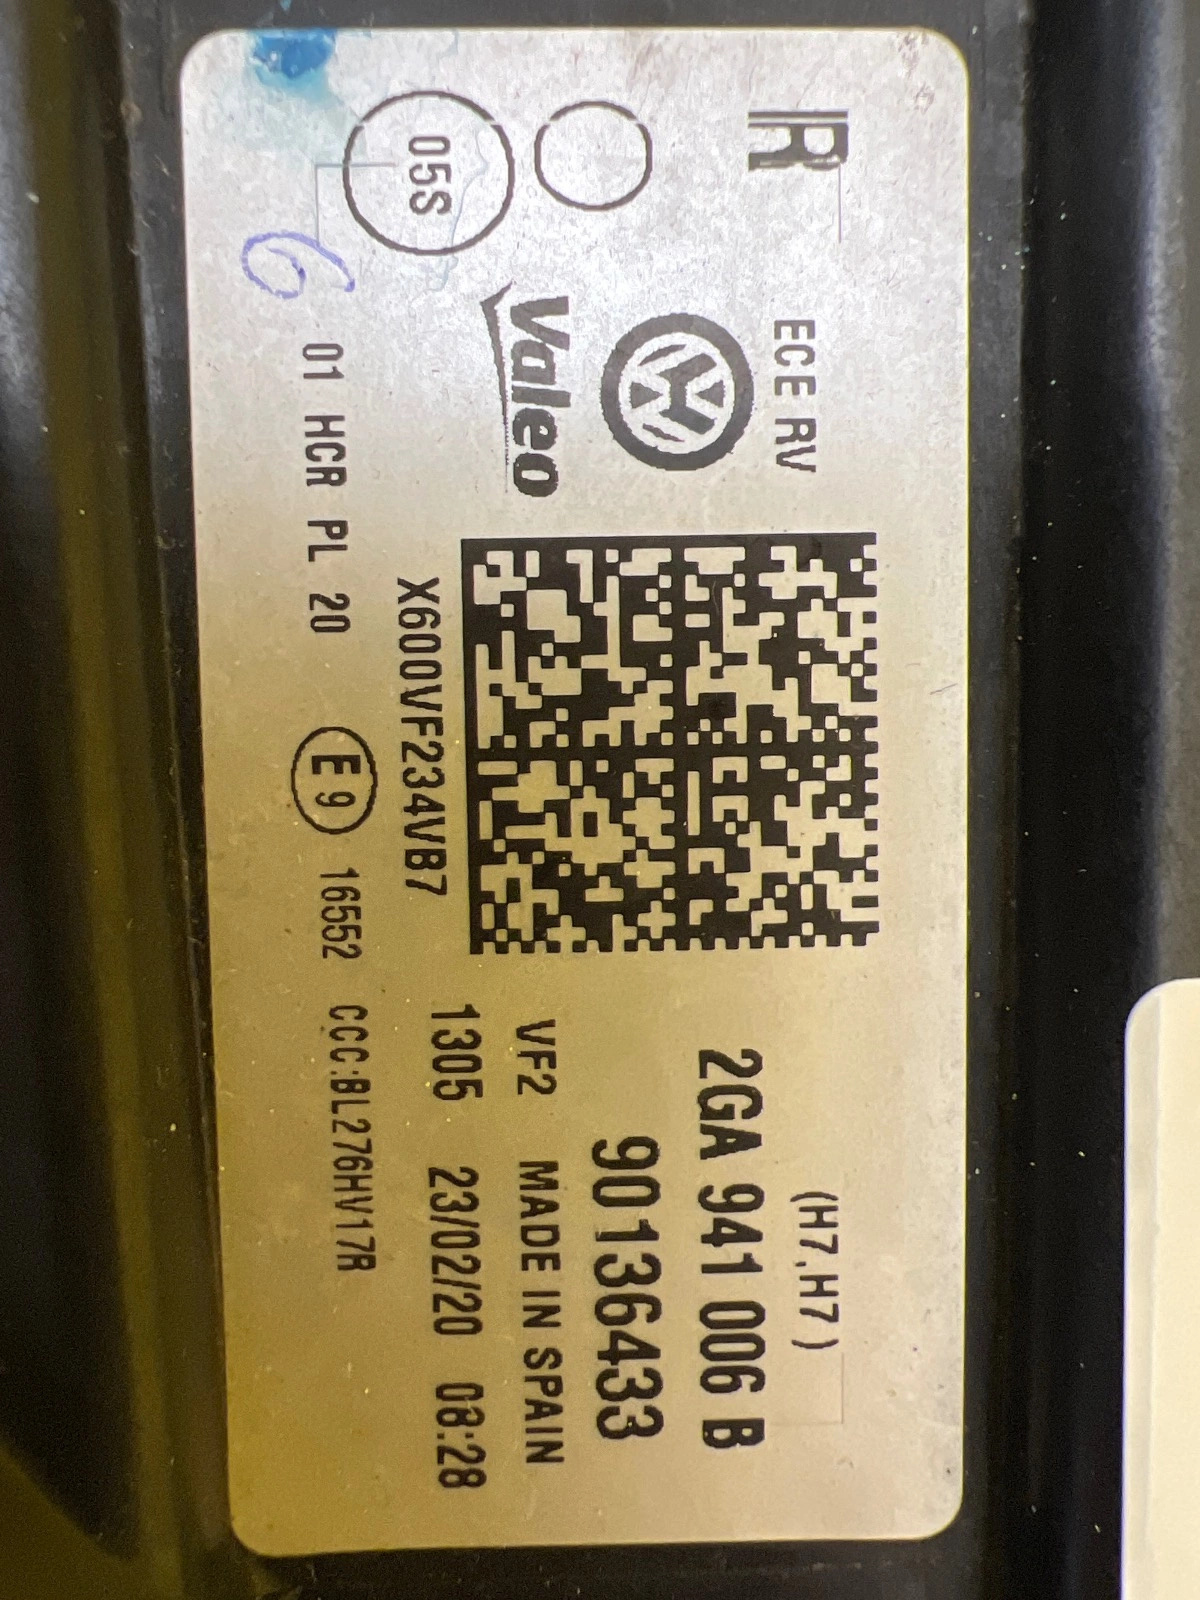 R
ECE RV
(H7,H7)
2GA 941 006 B
90136433
Valeo
VF2 MADE IN SPAIN
05S
X600VF234VB7
1305 23/02/20 08:28
6
01 HCR PL 20 E9 16552 CCC:BL276HV17R